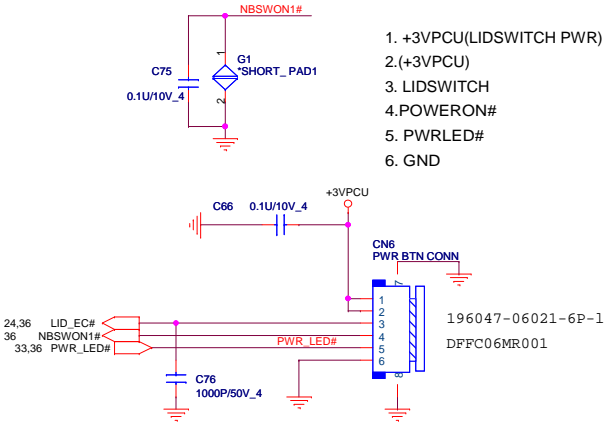 NBSWON1#
1
G1
*SHORT_ PAD1
C75
0.1U/10V_4
2
1. +3VPCU(LIDSWITCH PWR)
2.(+3VPCU)
3. LIDSWITCH
4.POWERON#
5. PWRLED#
6. GND
+3VPCU
C66 0.1U/10V_4
CN6
PWR BTN CONN
7
1
2
3
4
5
6
8
196047-06021-6P-l
DFFC06MR001
24,36 LID_EC#
36 NBSWON1#
33,36 PWR_LED#
PWR_LED#
C76
1000P/50V_4